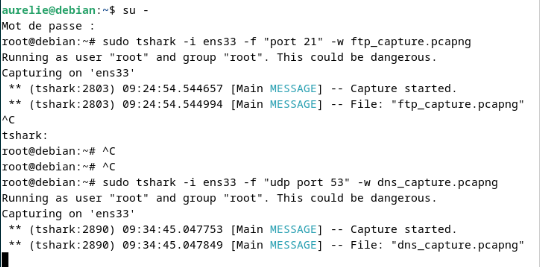 aurelie@debian:~$ su -
Mot de passe :
root@debian:~# sudo tshark -i ens33 -f "port 21" -w ftp_capture.pcapng
Running as user "root" and group "root". This could be dangerous.
Capturing on 'ens33'
 ** (tshark:2803) 09:24:54.544657 [Main MESSAGE] -- Capture started.
 ** (tshark:2803) 09:24:54.544994 [Main MESSAGE] -- File: "ftp_capture.pcapng"
^C
tshark:
root@debian:~# ^C
root@debian:~# ^C
root@debian:~# sudo tshark -i ens33 -f "udp port 53" -w dns_capture.pcapng
Running as user "root" and group "root". This could be dangerous.
Capturing on 'ens33'
 ** (tshark:2890) 09:34:45.047753 [Main MESSAGE] -- Capture started.
 ** (tshark:2890) 09:34:45.047849 [Main MESSAGE] -- File: "dns_capture.pcapng"